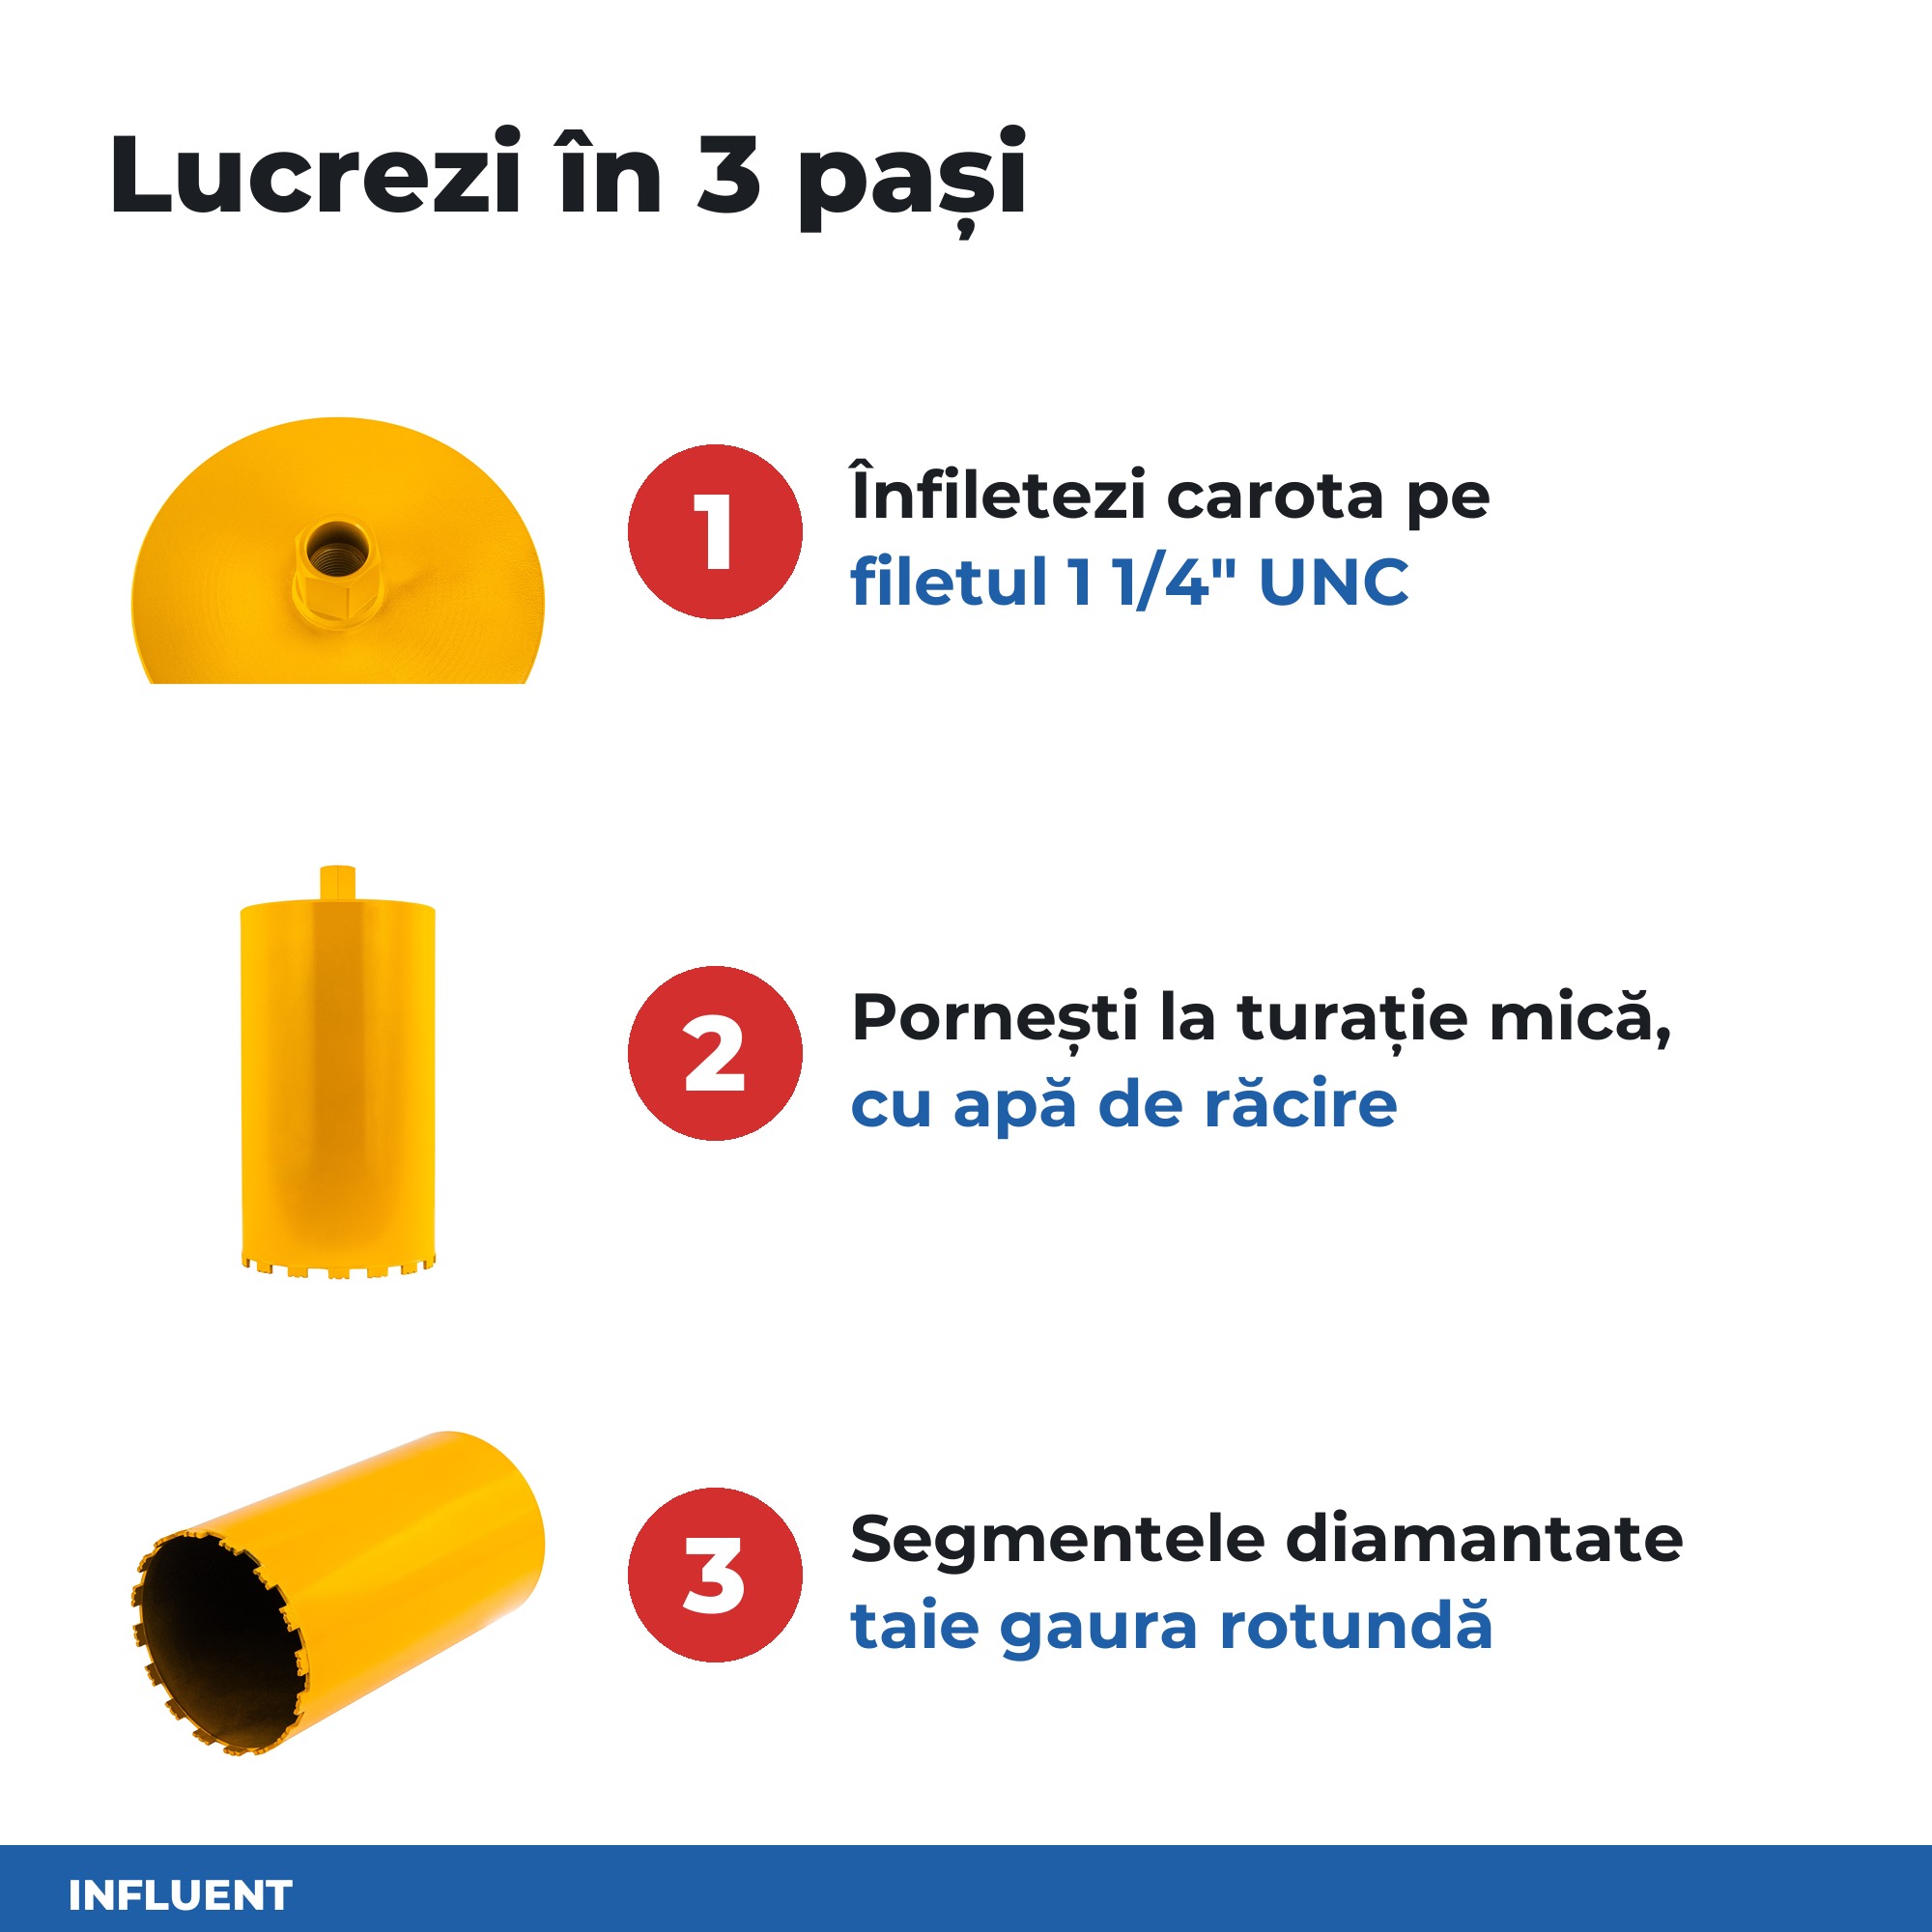 Lucrezi în 3 pași
1
Înfiletezi carota pe
filetul 1 1/4" UNC
2
Pornești la turație mică,
cu apă de răcire
3
Segmentele diamantate
taie gaura rotundă
INFLUENT